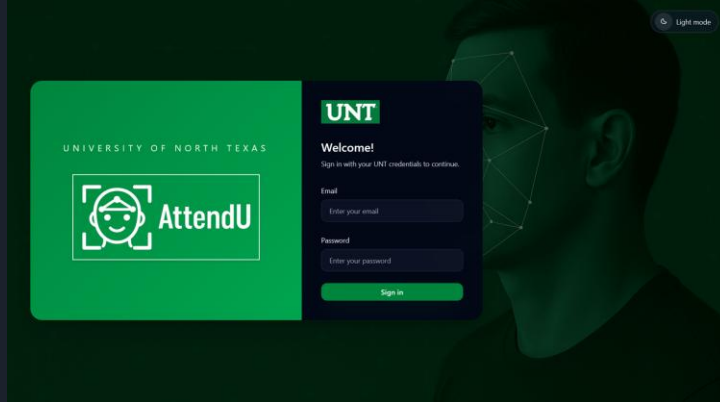 Light mode
UNIVERSITY OF NORTH TEXAS
AttendU
UNT
Welcome!
Sign in with your UNT credentials to continue.
Email
Enter your email
Password
Enter your password
Sign in